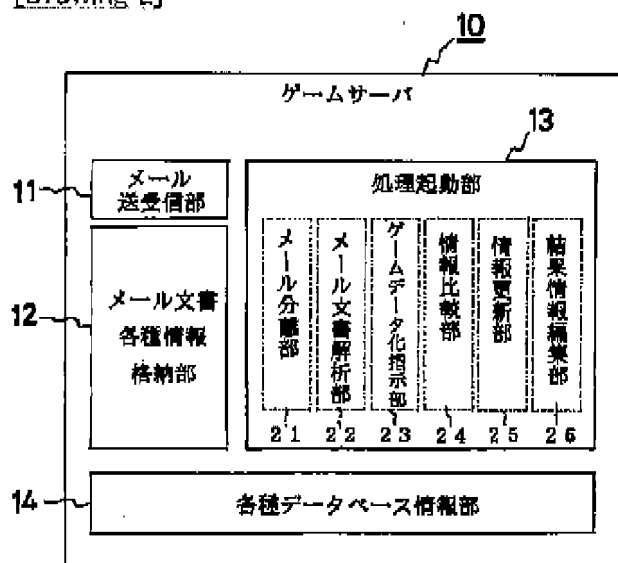 10
ゲームサーバ
13
11
メール
送受信部
処理起動部
12
メール文書
各種情報
格納部
メール分離部
メール文書解析部
ゲームデータ化指示部
情報比較部
情報更新部
結果情報編集部
21
22
23
24
25
26
14
各種データベース情報部